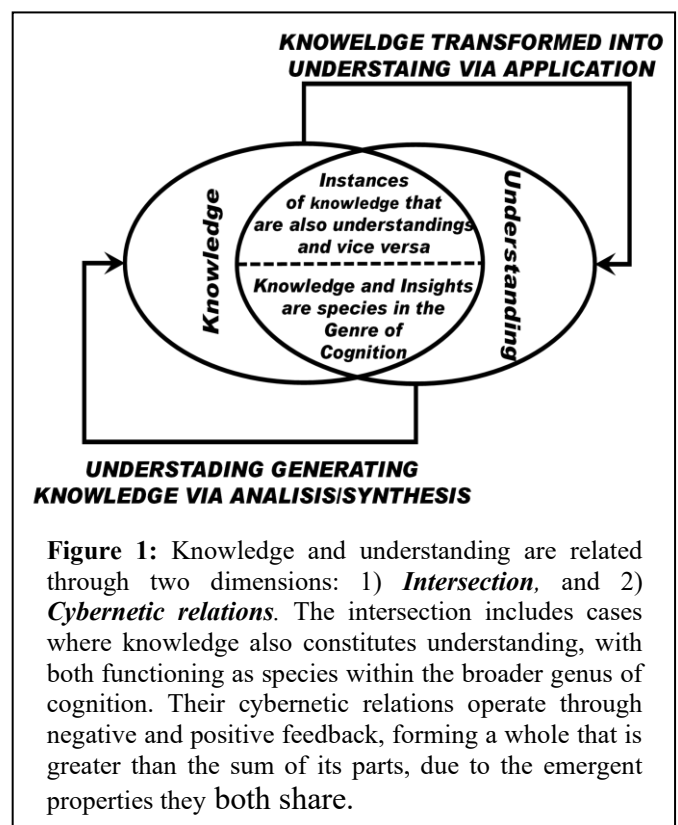 KNOWELDGE TRANSFORMED INTO
UNDERSTAING VIA APPLICATION
Knowledge
Instances
of knowledge that
are also understandings
and vice versa
Knowledge and Insights
are species in the
Genre of
Cognition
Understanding
UNDERSTADING GENERATING
KNOWLEDGE VIA ANALISIS/SYNTHESIS
Figure 1: Knowledge and understanding are related
through two dimensions: 1) Intersection, and 2)
Cybernetic relations. The intersection includes cases
where knowledge also constitutes understanding, with
both functioning as species within the broader genus of
cognition. Their cybernetic relations operate through
negative and positive feedback, forming a whole that is
greater than the sum of its parts, due to the emergent
properties they both share.